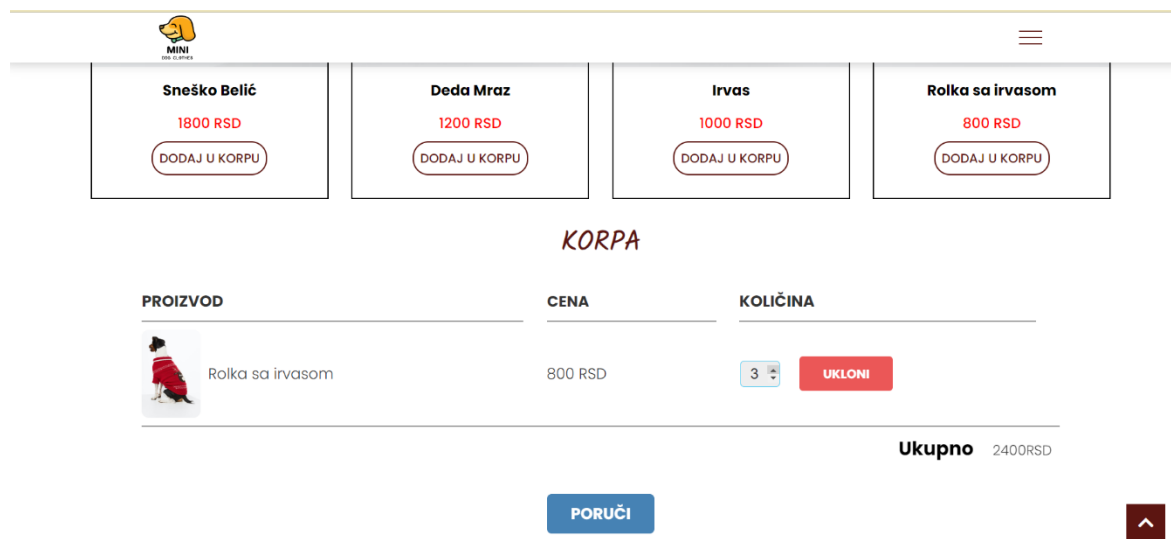 MINI
DOG CLOTHES
Sneško Belić
Deda Mraz
Irvas
Rolka sa irvasom
1800 RSD
1200 RSD
1000 RSD
800 RSD
DODAJ U KORPU
DODAJ U KORPU
DODAJ U KORPU
DODAJ U KORPU
KORPA
PROIZVOD
CENA
KOLIČINA
Rolka sa irvasom
800 RSD
3
UKLONI
Ukupno
2400RSD
PORUČI